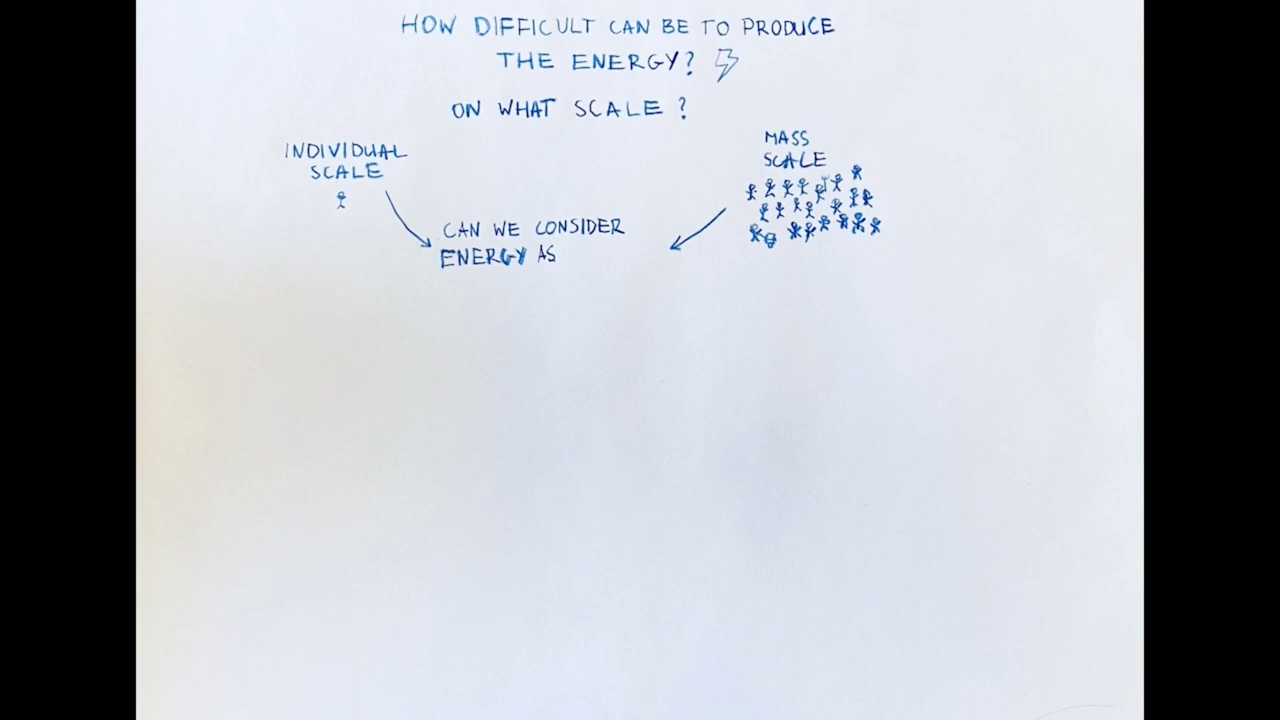 HOW DIFFICULT CAN BE TO PRODUCE
THE ENERGY?
ON WHAT SCALE?
INDIVIDUAL
SCALE
MASS
SCALE
CAN WE CONSIDER
ENERGY AS